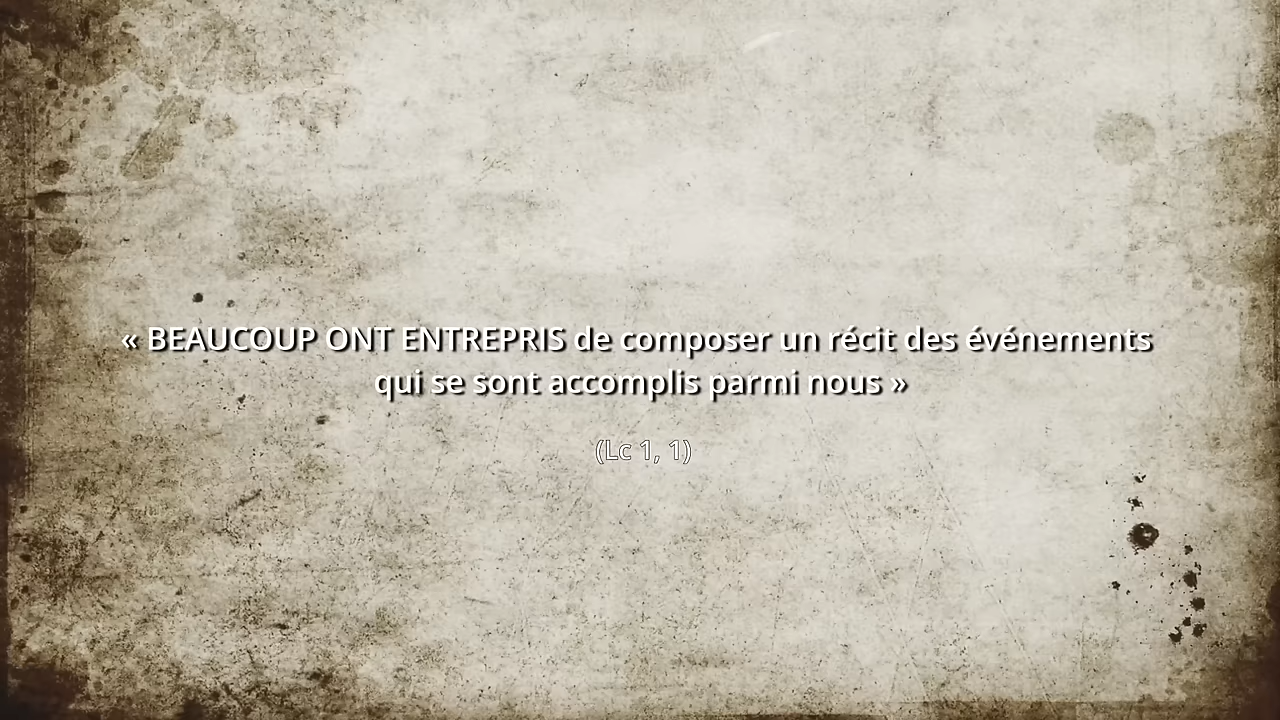 « BEAUCOUP ONT ENTREPRIS de composer un récit des événements
qui se sont accomplis parmi nous »
(Lc 1, 1)